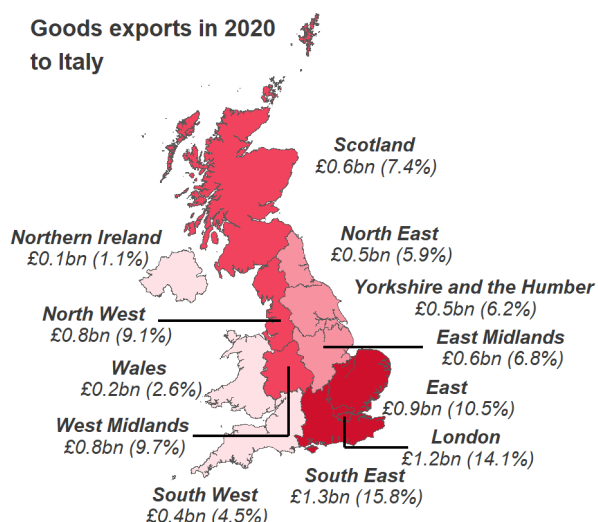 Goods exports in 2020
to Italy
Scotland
£0.6bn (7.4%)
Northern Ireland
£0.1bn (1.1%)
North East
£0.5bn (5.9%)
Yorkshire and the Humber
£0.5bn (6.2%)
North West
£0.8bn (9.1%)
East Midlands
£0.6bn (6.8%)
Wales
£0.2bn (2.6%)
East
£0.9bn (10.5%)
West Midlands
£0.8bn (9.7%)
London
£1.2bn (14.1%)
South East
£1.3bn (15.8%)
South West
£0.4bn (4.5%)